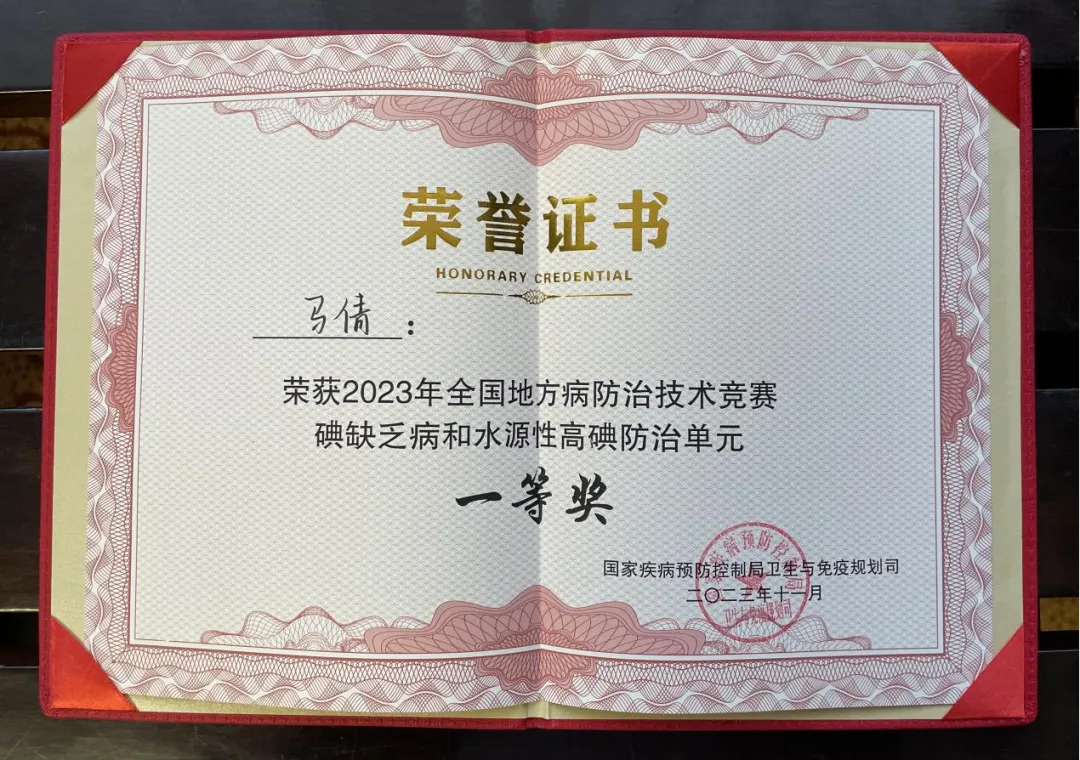 荣誉证书
HONORARY CREDENTIAL
马倩：
荣获2023年全国地方病防治技术竞赛
碘缺乏病和水源性高碘防治单元
一等奖
国家疾病预防控制局卫生与免疫规划司
二〇二三年十一月